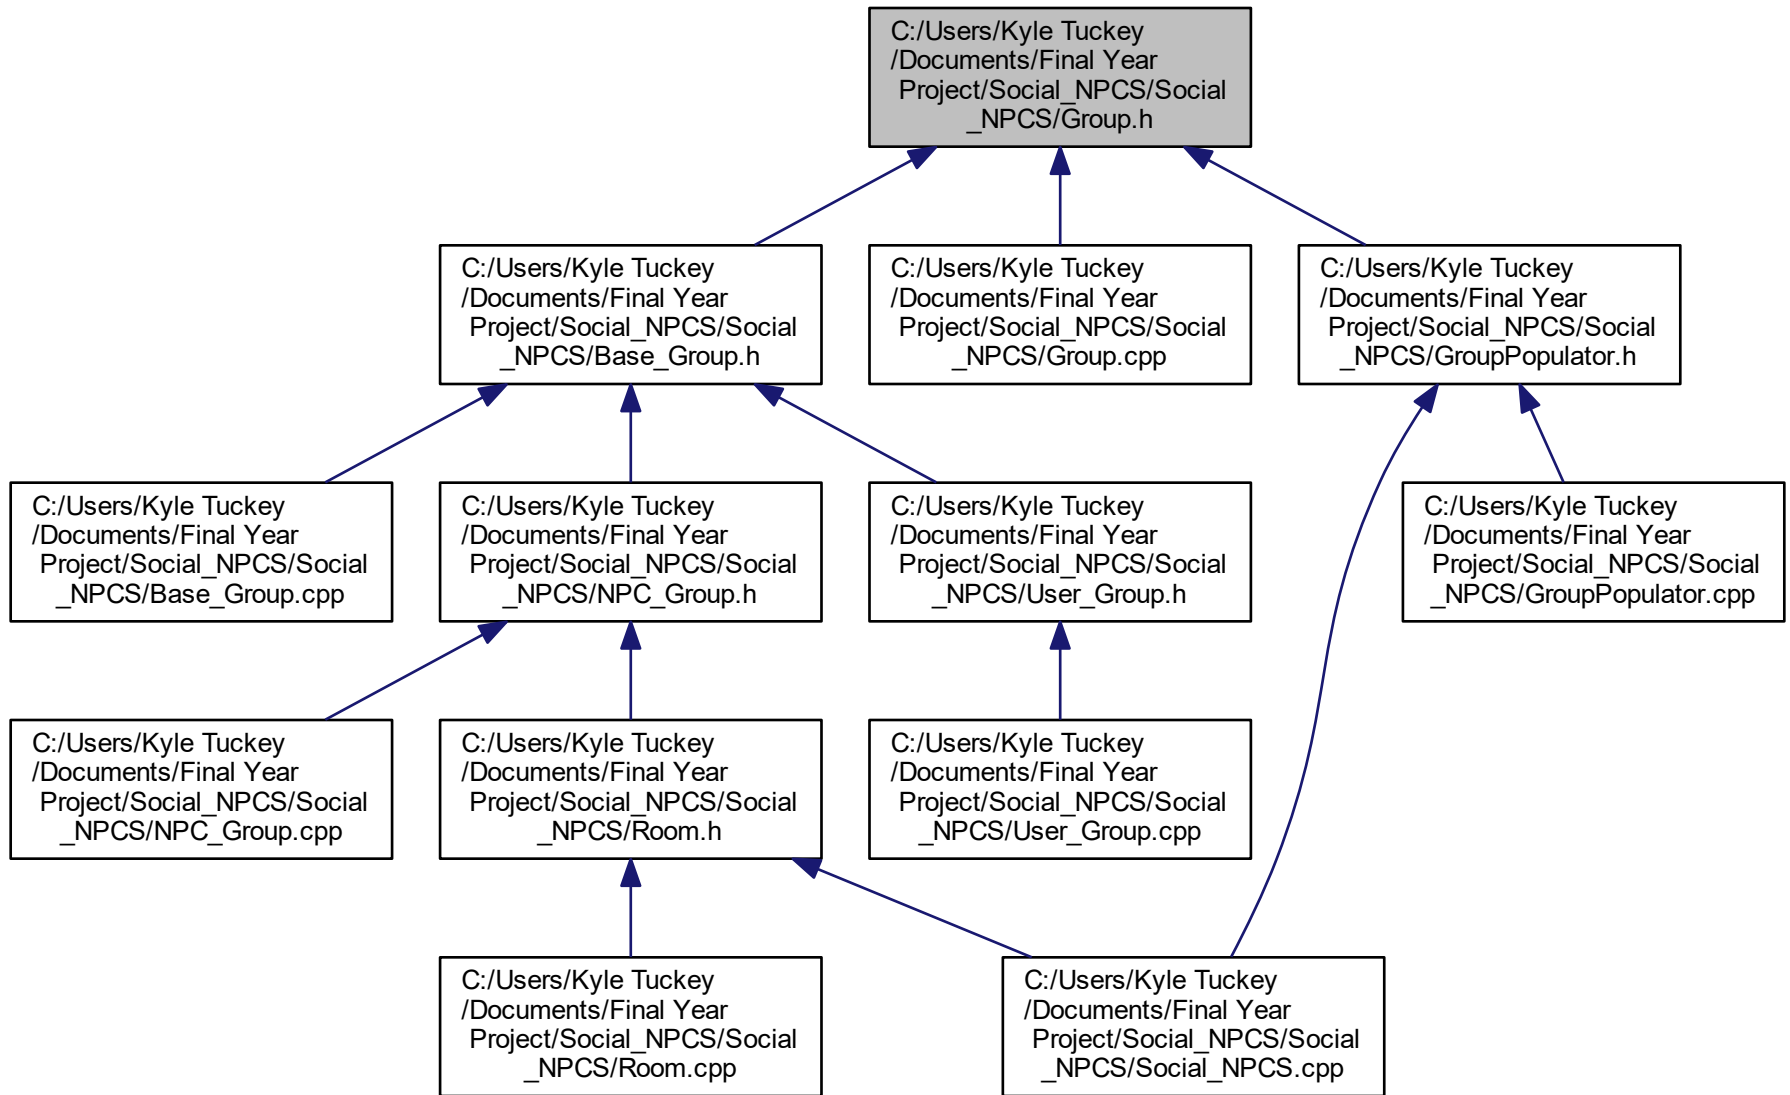 C:/Users/Kyle Tuckey
/Documents/Final Year
Project/Social_NPCS/Social
_NPCS/Group.h
C:/Users/Kyle Tuckey
/Documents/Final Year
Project/Social_NPCS/Social
_NPCS/Base_Group.h
C:/Users/Kyle Tuckey
/Documents/Final Year
Project/Social_NPCS/Social
_NPCS/Group.cpp
C:/Users/Kyle Tuckey
/Documents/Final Year
Project/Social_NPCS/Social
_NPCS/GroupPopulator.h
C:/Users/Kyle Tuckey
/Documents/Final Year
Project/Social_NPCS/Social
_NPCS/Base_Group.cpp
C:/Users/Kyle Tuckey
/Documents/Final Year
Project/Social_NPCS/Social
_NPCS/NPC_Group.h
C:/Users/Kyle Tuckey
/Documents/Final Year
Project/Social_NPCS/Social
_NPCS/User_Group.h
C:/Users/Kyle Tuckey
/Documents/Final Year
Project/Social_NPCS/Social
_NPCS/GroupPopulator.cpp
C:/Users/Kyle Tuckey
/Documents/Final Year
Project/Social_NPCS/Social
_NPCS/NPC_Group.cpp
C:/Users/Kyle Tuckey
/Documents/Final Year
Project/Social_NPCS/Social
_NPCS/Room.h
C:/Users/Kyle Tuckey
/Documents/Final Year
Project/Social_NPCS/Social
_NPCS/User_Group.cpp
C:/Users/Kyle Tuckey
/Documents/Final Year
Project/Social_NPCS/Social
_NPCS/Room.cpp
C:/Users/Kyle Tuckey
/Documents/Final Year
Project/Social_NPCS/Social
_NPCS/Social_NPCS.cpp